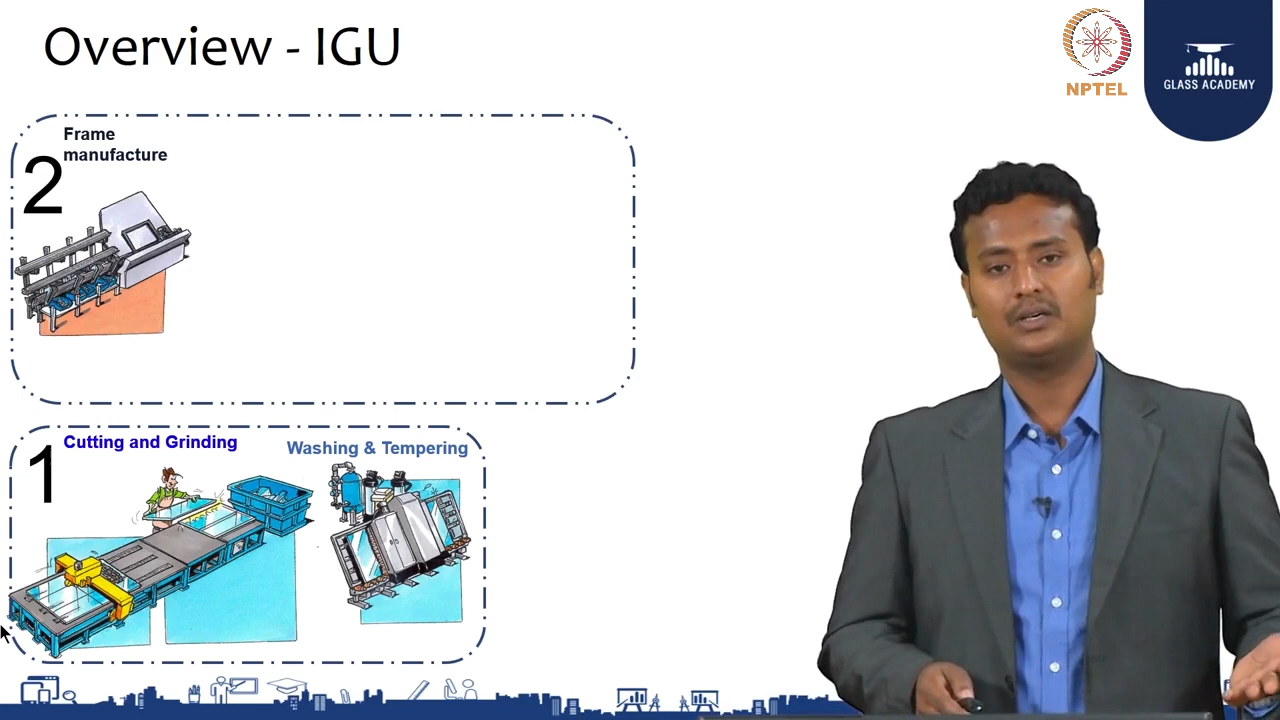 Overview - IGU
NPTEL
GLASS ACADEMY
Frame
manufacture
2
1
Cutting and Grinding
Washing & Tempering